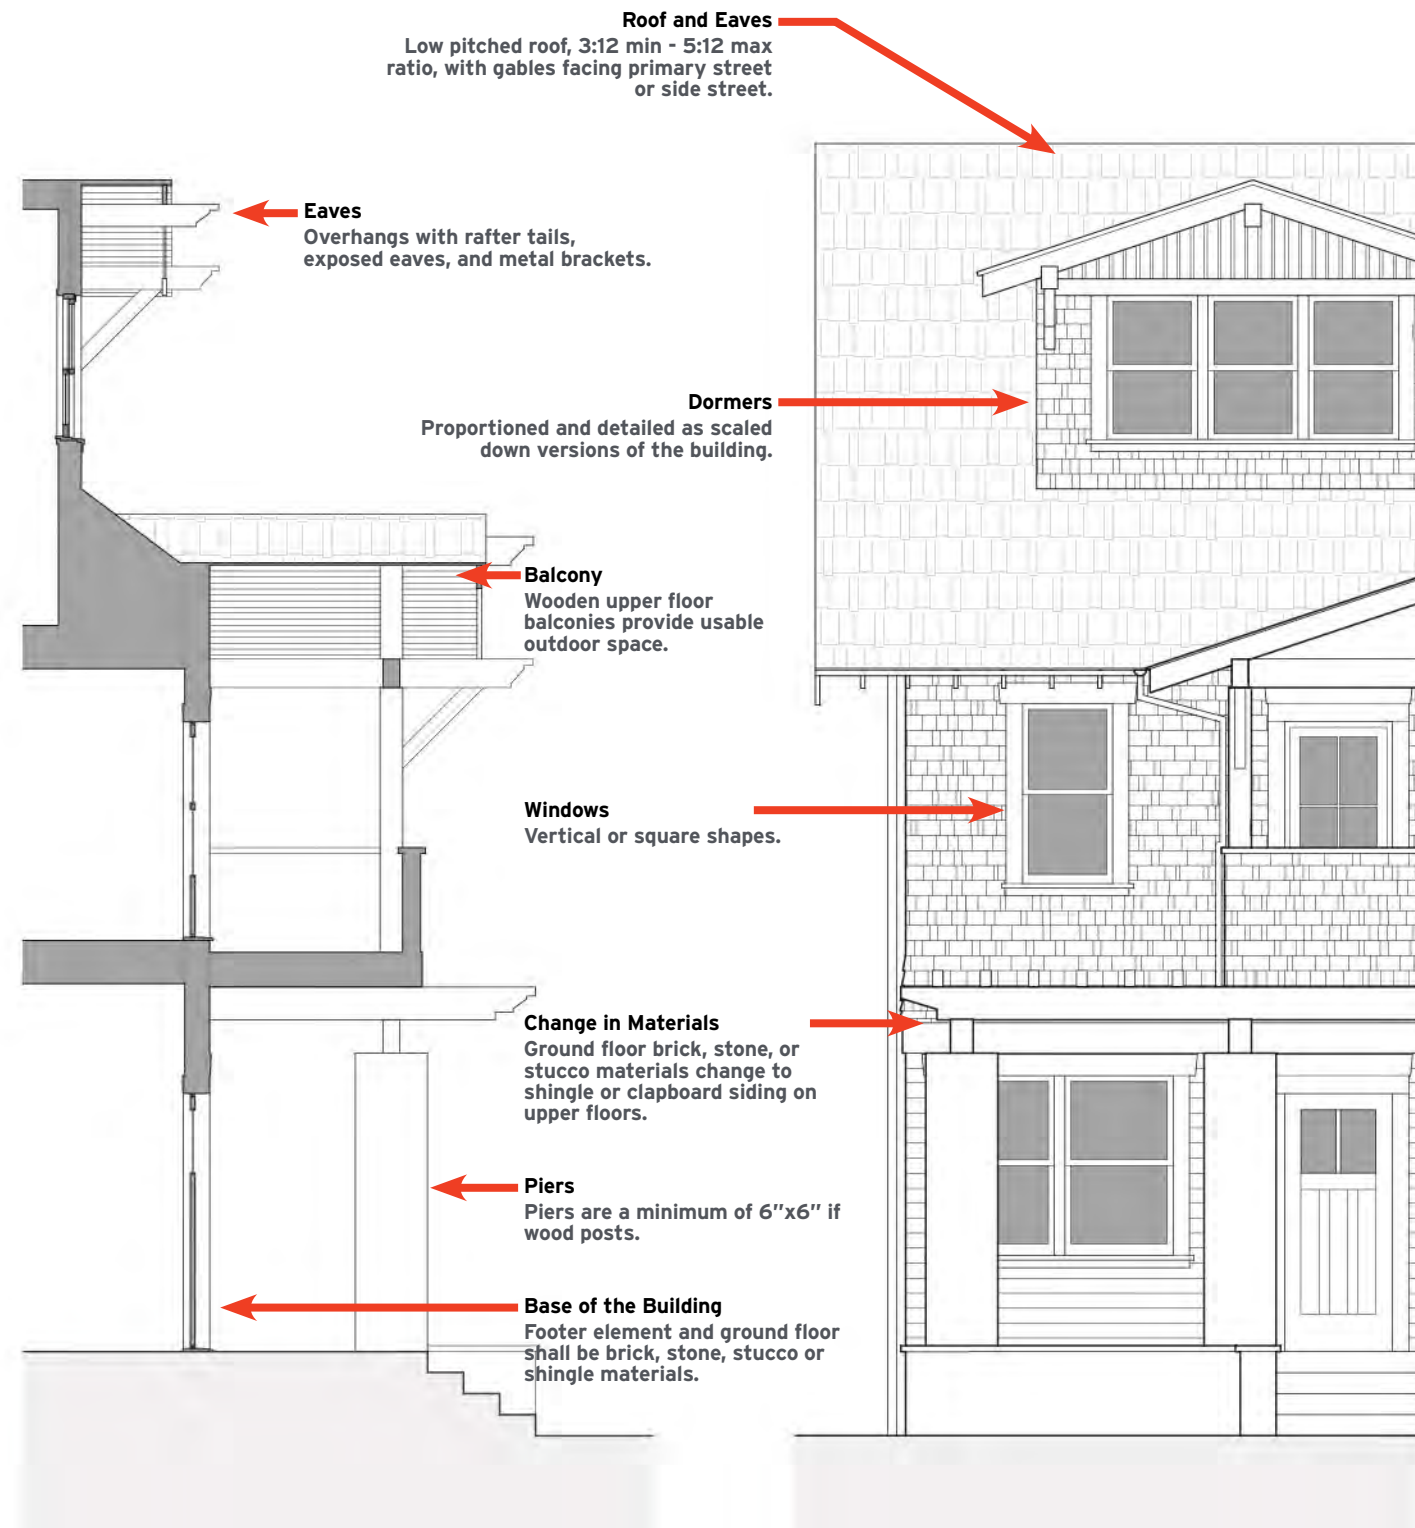 Roof and Eaves
Low pitched roof, 3:12 min - 5:12 max
ratio, with gables facing primary street
or side street.
Eaves
Overhangs with rafter tails,
exposed eaves, and metal brackets.
Dormers
Proportioned and detailed as scaled
down versions of the building.
Balcony
Wooden upper floor
balconies provide usable
outdoor space.
Windows
Vertical or square shapes.
Change in Materials
Ground floor brick, stone, or
stucco materials change to
shingle or clapboard siding on
upper floors.
Piers
Piers are a minimum of 6"x6" if
wood posts.
Base of the Building
Footer element and ground floor
shall be brick, stone, stucco or
shingle materials.